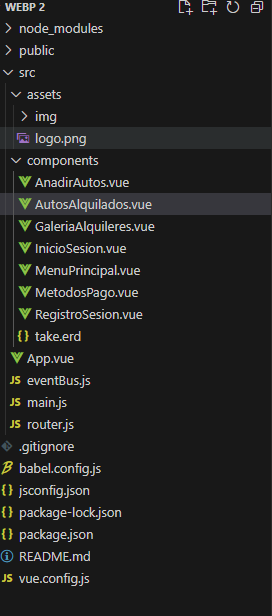 WEBP 2
node_modules
public
src
assets
img
logo.png
components
AnadirAutos.vue
AutosAlquilados.vue
GaleriaAlquileres.vue
InicioSesion.vue
MenuPrincipal.vue
MetodosPago.vue
RegistroSesion.vue
{} take.erd
App.vue
JS eventBus.js
JS main.js
JS router.js
.gitignore
babel.config.js
{} jsconfig.json
{} package-lock.json
{} package.json
README.md
JS vue.config.js